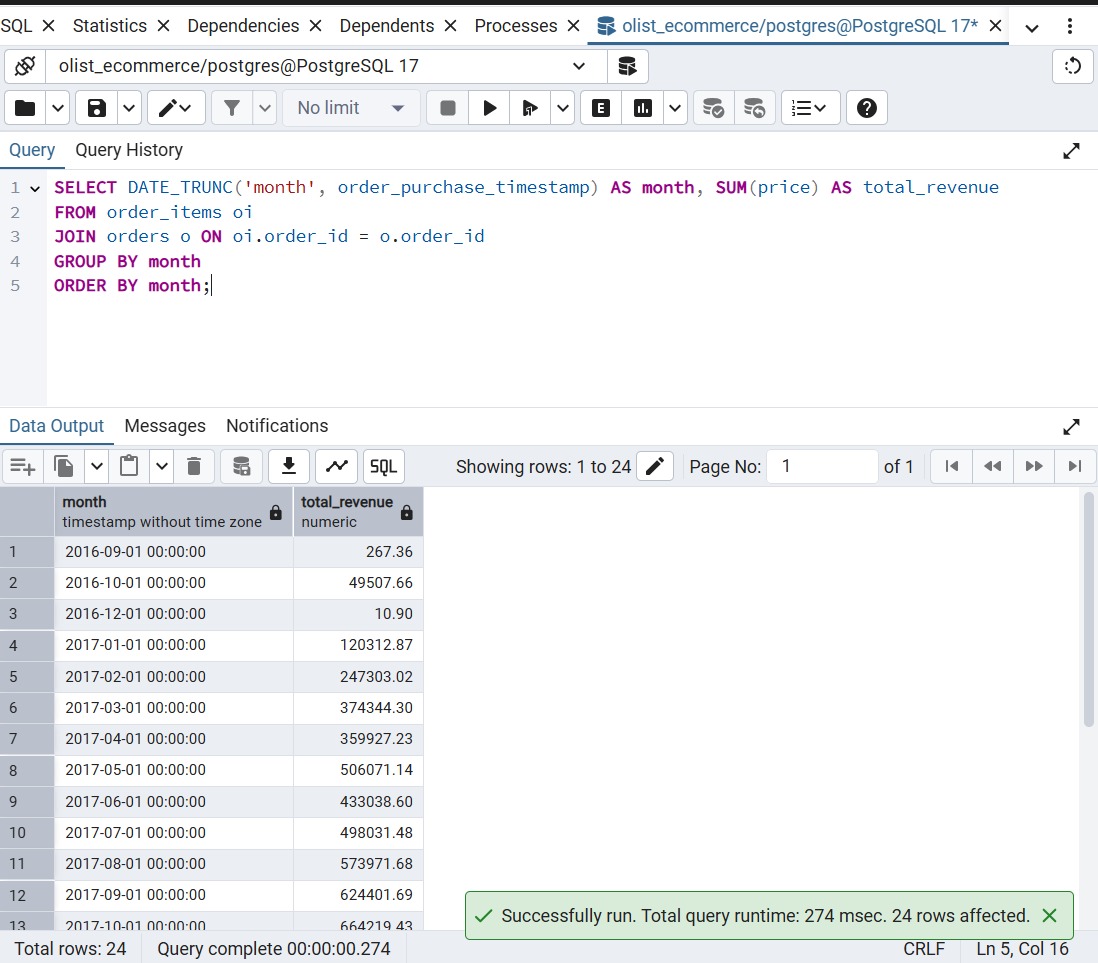 SQL Statistics Dependencies Dependents Processes olist_ecommerce/postgres@PostgreSQL 17*
olist_ecommerce/postgres@PostgreSQL 17
No limit E
Query Query History
1 SELECT DATE_TRUNC('month', order_purchase_timestamp) AS month, SUM(price) AS total_revenue
2 FROM order_items oi
3 JOIN orders o ON oi.order_id = o.order_id
4 GROUP BY month
5 ORDER BY month;
Data Output Messages Notifications
SQL Showing rows: 1 to 24 Page No: 1 of 1
month total_revenue
timestamp without time zone numeric
1 2016-09-01 00:00:00 267.36
2 2016-10-01 00:00:00 49507.66
3 2016-12-01 00:00:00 10.90
4 2017-01-01 00:00:00 120312.87
5 2017-02-01 00:00:00 247303.02
6 2017-03-01 00:00:00 374344.30
7 2017-04-01 00:00:00 359927.23
8 2017-05-01 00:00:00 506071.14
9 2017-06-01 00:00:00 433038.60
10 2017-07-01 00:00:00 498031.48
11 2017-08-01 00:00:00 573971.68
12 2017-09-01 00:00:00 624401.69
13 2017-10-01 00:00:00 664219.43
Successfully run. Total query runtime: 274 msec. 24 rows affected.
Total rows: 24 Query complete 00:00:00.274 CRLF Ln 5, Col 16